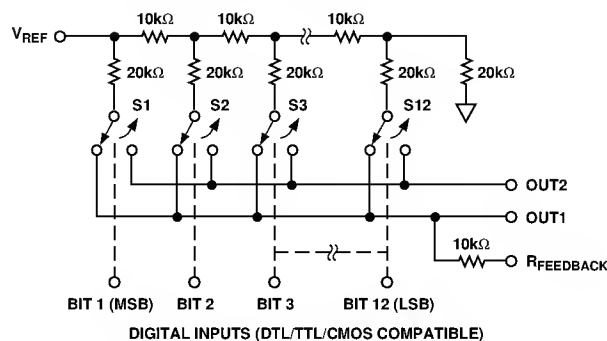 10kΩ 10kΩ 10kΩ
VREF
20kΩ 20kΩ 20kΩ 20kΩ 20kΩ
S1 S2 S3 S12
OUT2
OUT1
10kΩ
RFEEDBACK
BIT 1 (MSB) BIT 2 BIT 3 BIT 12 (LSB)
DIGITAL INPUTS (DTL/TTL/CMOS COMPATIBLE)